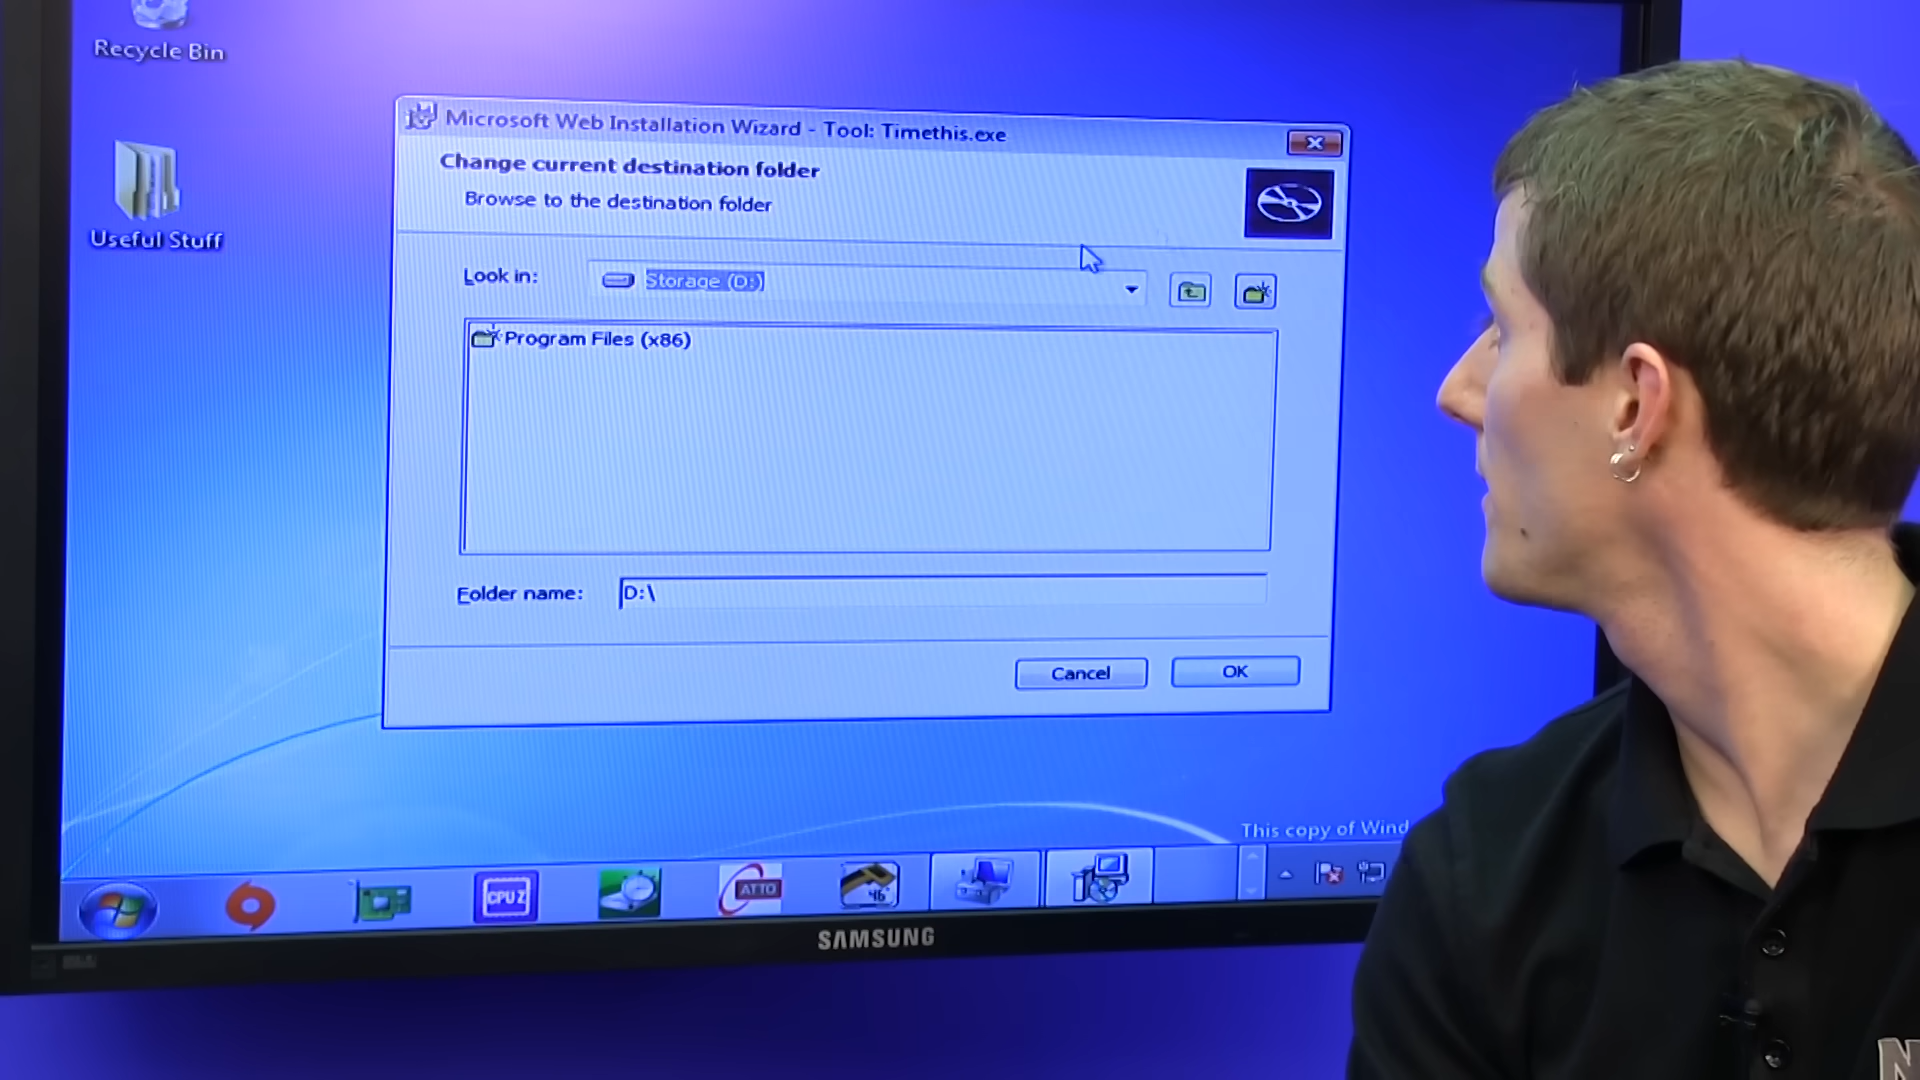 Recycle Bin
Useful Stuff
Microsoft Web Installation Wizard - Tool: Timethis.exe
Change current destination folder
Browse to the destination folder
Look in:
Storage (D:)
Program Files (x86)
Folder name:
D:\
Cancel
OK
This copy of Wind
CPU Z
ATTO
46
SAMSUNG
N